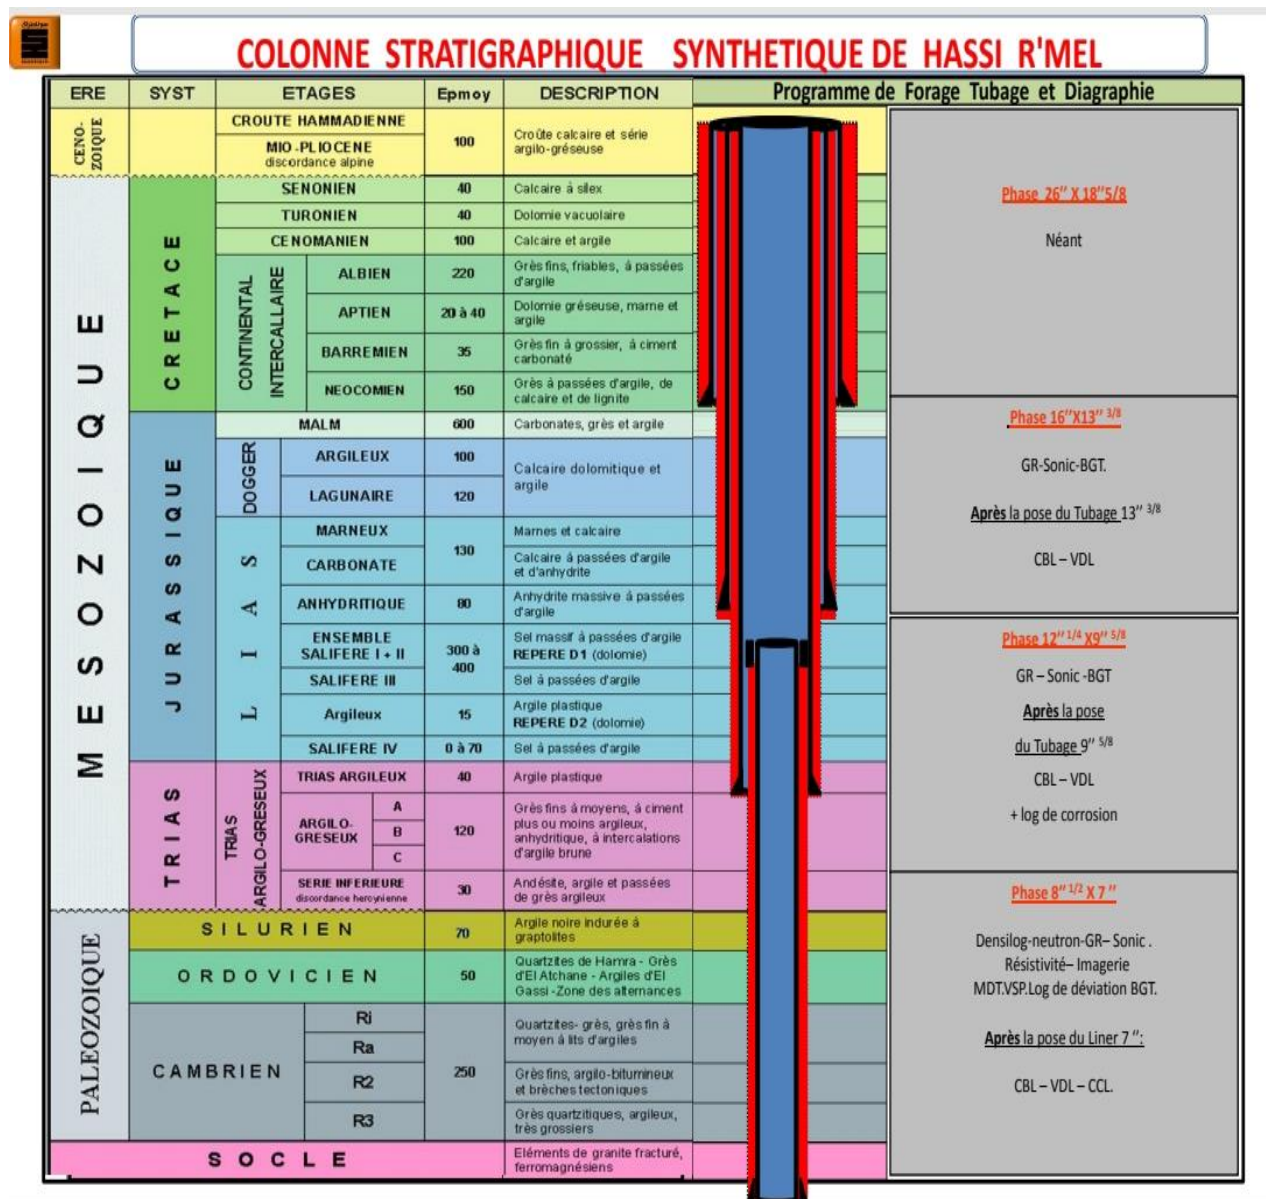 COLONNE STRATIGRAPHIQUE SYNTHETIQUE DE HASSI R'MEL
ERE
SYST
ETAGES
Epmoy
DESCRIPTION
Programme de Forage Tubage et Diagraphie
CENO-
ZOIQUE
CROUTE HAMMADIENNE
MIO-PLIOCENE
discordance alpine
100
Croûte calcaire et série
argilo-gréseuse
MESOZOIQUE
CRETACE
SENONIEN
40
Calcaire à silex
TURONIEN
40
Dolomie vacuolaire
CENOMANIEN
100
Calcaire et argile
CONTINENTAL
INTERCALLAIRE
ALBIEN
220
Grès fins, friables, à passées
d'argile
APTIEN
20 à 40
Dolomie gréseuse, marne et
argile
BARREMIEN
35
Grès fin à grossier, à ciment
carbonaté
NEOCOMIEN
150
Grès à passées d'argile, de
calcaire et de lignite
JURASSIQUE
MALM
600
Carbonates, grès et argile
DOGGER
ARGILEUX
100
Calcaire dolomitique et
argile
LAGUNAIRE
120
LIAS
MARNEUX
130
Marnes et calcaire
CARBONATE
Calcaire à passées d'argile
et d'anhydrite
ANHYDRITIQUE
80
Anhydrite massive à passées
d'argile
ENSEMBLE
SALIFERE I + II
300 à
400
Sel massif à passées d'argile
REPERE D1 (dolomie)
SALIFERE III
Sel à passées d'argile
Argileux
15
Argile plastique
REPERE D2 (dolomie)
SALIFERE IV
0 à 70
Sel à passées d'argile
TRIAS
TRIAS
ARGILO-GRESEUX
TRIAS ARGILEUX
40
Argile plastique
ARGILO-
GRESEUX
A
B
C
120
Grès fins à moyens, à ciment
plus ou moins argileux,
anhydritique, à intercalations
d'argile brune
SERIE INFERIEURE
discordance hercynienne
30
Andésite, argile et passées
de grès argileux
PALEOZOIQUE
SILURIEN
70
Argile noire indurée à
graptolites
ORDOVICIEN
50
Quartzites de Hamra - Grès
d'El Atchane - Argiles d'El
Gassi -Zone des alternances
CAMBRIEN
Ri
Ra
R2
R3
250
Quartzites- grès, grès fin à
moyen à lits d'argiles
Grès fins, argilo-bitumineux
et brèches tectoniques
Grès quartzitiques, argileux,
très grossiers
SOCLE
Eléments de granite fracturé,
ferromagnésiens
Phase 26'' X 18''5/8
Néant
Phase 16''X13'' 3/8
GR-Sonic-BGT.
Après la pose du Tubage 13'' 3/8
CBL – VDL
Phase 12'' 1/4 X9'' 5/8
GR – Sonic -BGT
Après la pose
du Tubage 9'' 5/8
CBL – VDL
+ log de corrosion
Phase 8'' 1/2 X 7 ''
Densilog-neutron-GR– Sonic .
Résistivité– Imagerie
MDT.VSP.Log de déviation BGT.
Après la pose du Liner 7 '':
CBL – VDL – CCL.